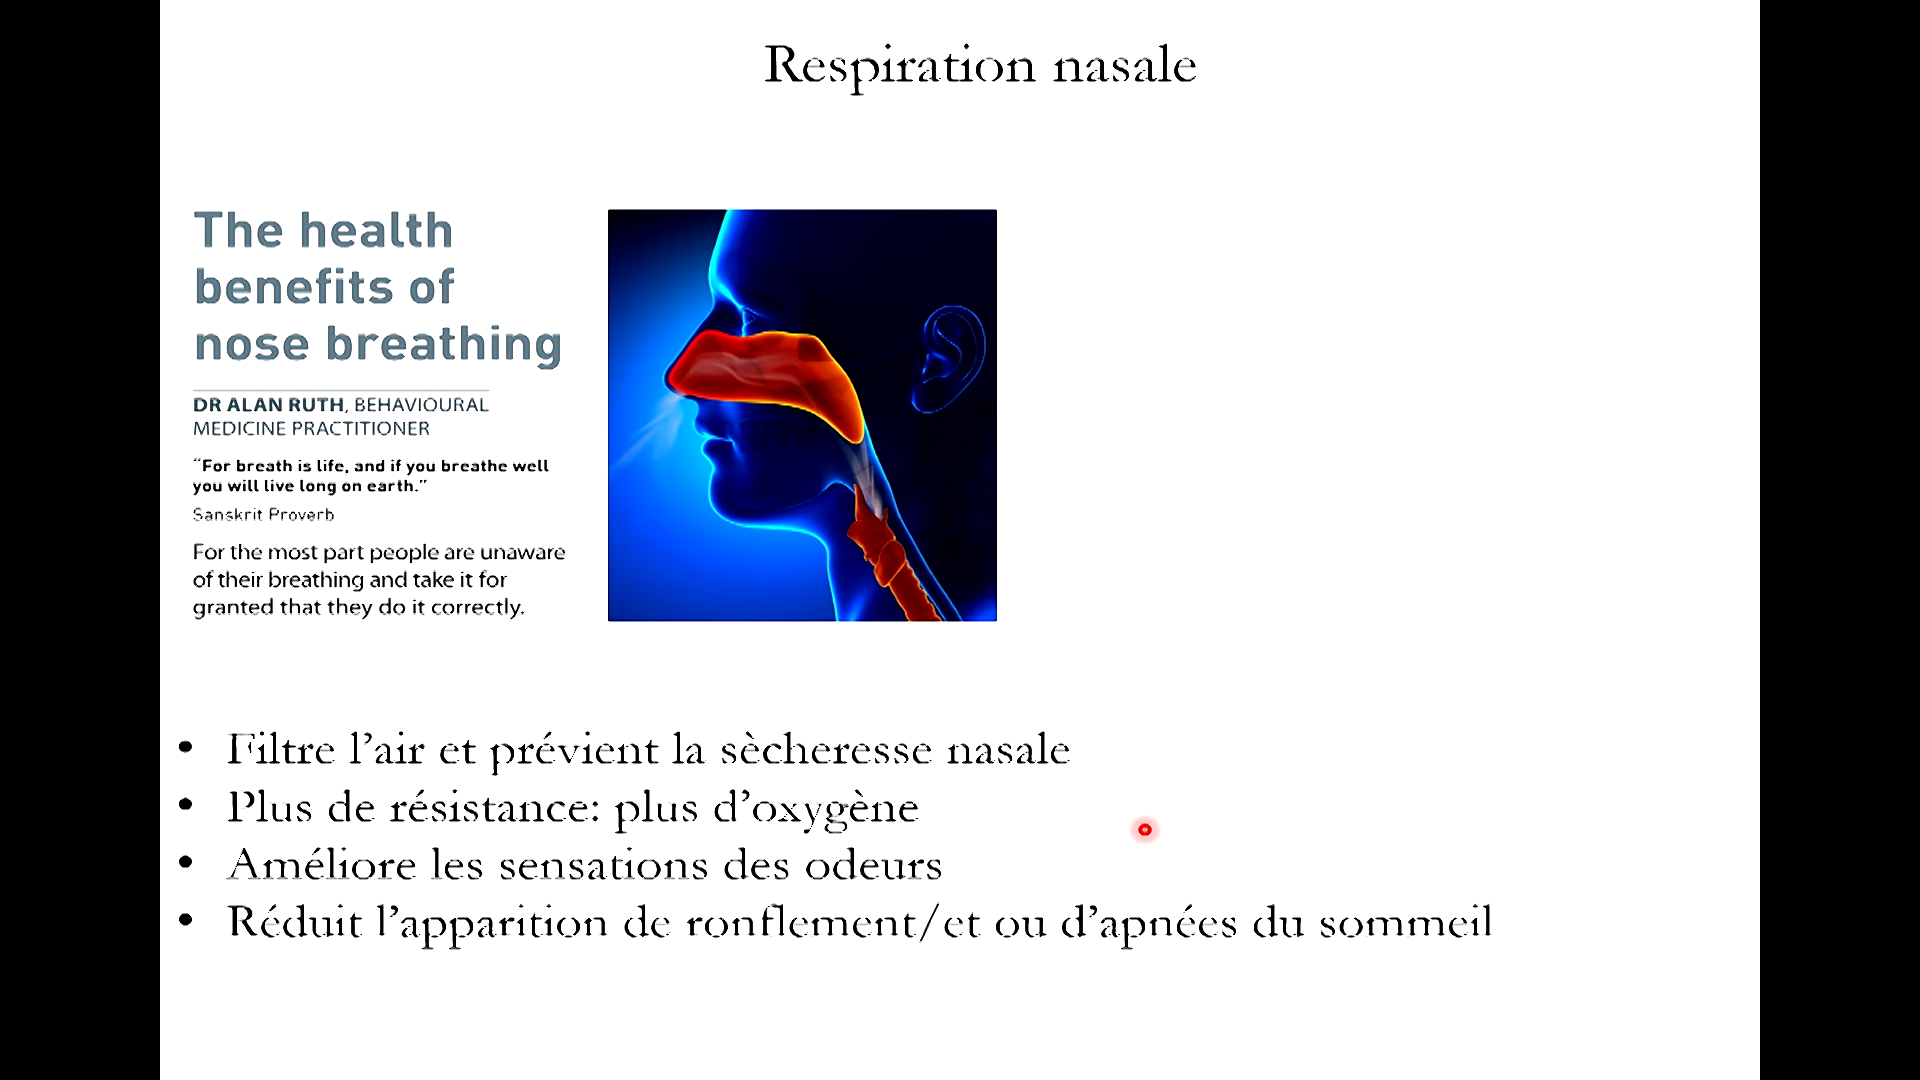 Respiration nasale
The health
benefits of
nose breathing
DR ALAN RUTH, BEHAVIOURAL
MEDICINE PRACTITIONER
“For breath is life, and if you breathe well
you will live long on earth.”
Sanskrit Proverb
For the most part people are unaware
of their breathing and take it for
granted that they do it correctly.
• Filtre l’air et prévient la sècheresse nasale
• Plus de résistance: plus d’oxygène
• Améliore les sensations des odeurs
• Réduit l’apparition de ronflement/et ou d’apnées du sommeil